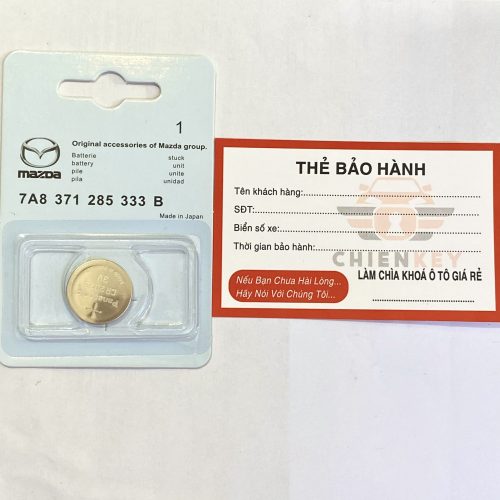 1
Original accessories of Mazda group.
mazda
Batterie stuck
battery unit
pile unite
pila unidad
7A8 371 285 333 B
Made in Japan
THẺ BẢO HÀNH
Tên khách hàng:
SĐT:
Biển số xe:
Thời gian bảo hành:
CHIENKEY
LÀM CHÌA KHOÁ Ô TÔ GIÁ RẺ
Nếu Bạn Chưa Hài Lòng...
Hãy Nói Với Chúng Tôi...